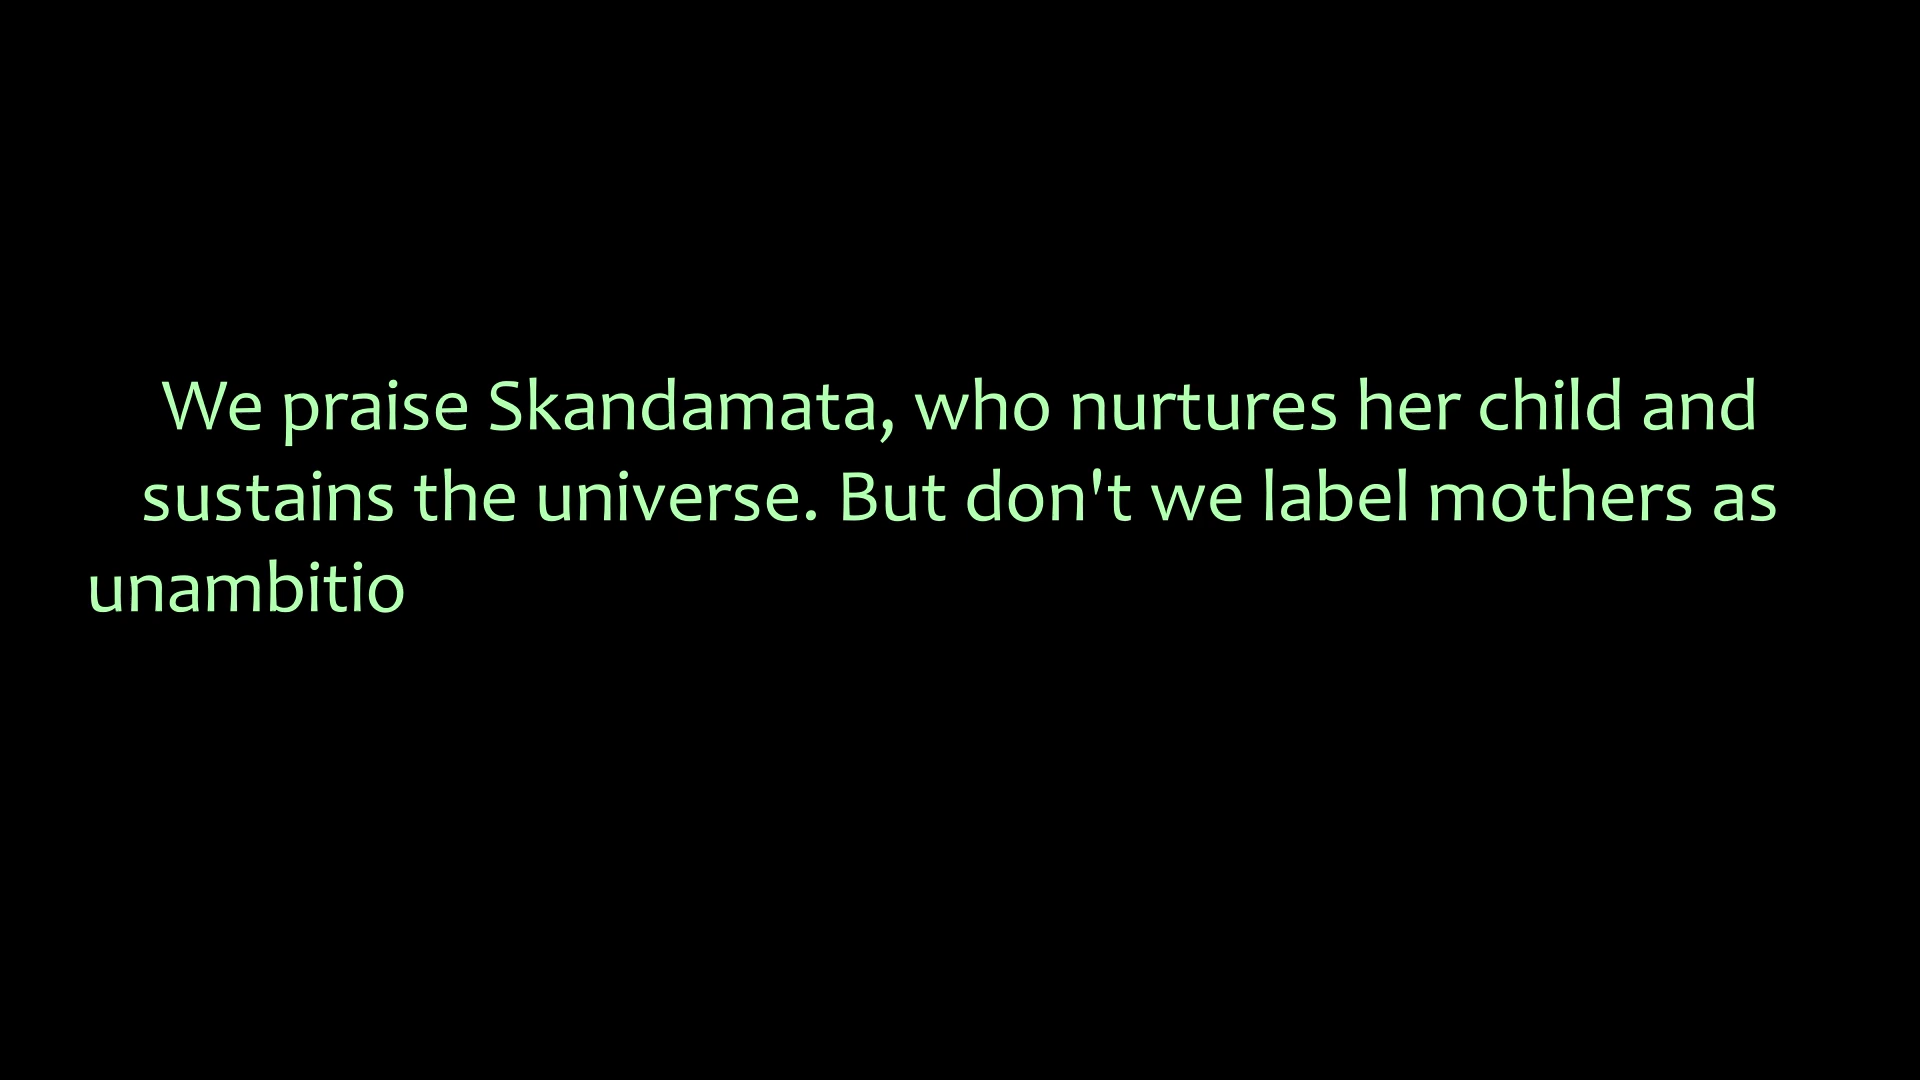 We praise Skandamata, who nurtures her child and
sustains the universe. But don't we label mothers as
unambitio